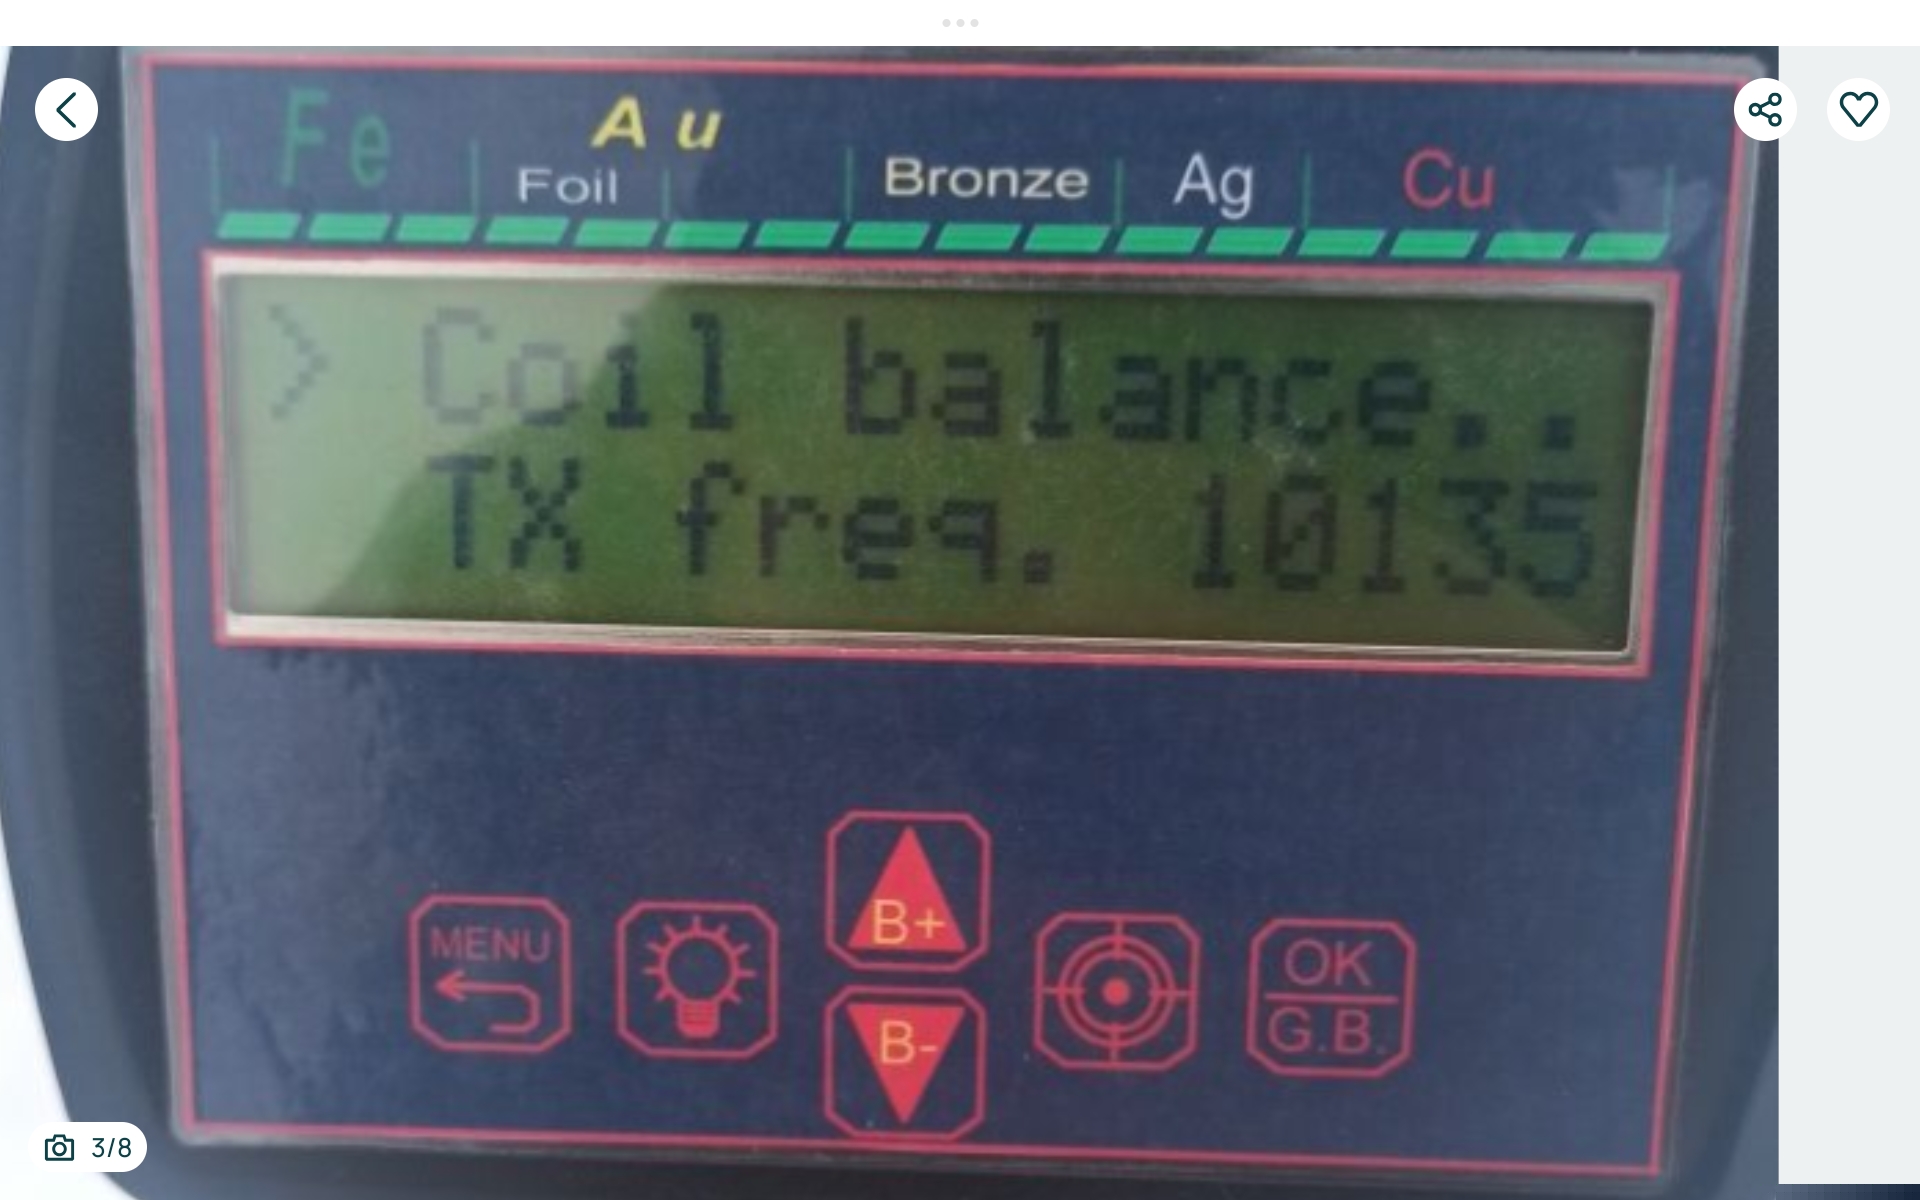 Fe
Au
Foil
Bronze
Ag
Cu
> Coil balance..
TX freq. 10135
MENU
B+
B-
OK
G.B.
3/8